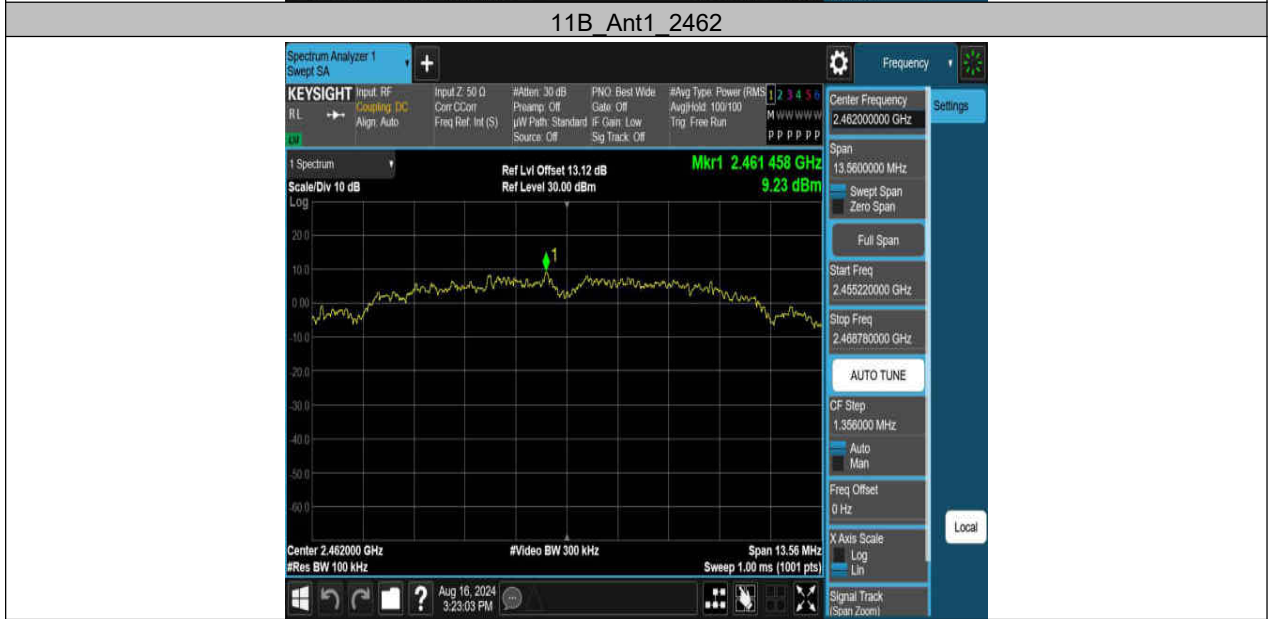 11B_Ant1_2462
Spectrum Analyzer 1
Swept SA
+
Frequency
KEYSIGHT
RL
Input: RF
Coupling: DC
Align: Auto
Input Z: 50 Ω
Corr CCorr
Freq Ref: Int (S)
#Atten: 30 dB
Preamp: Off
µW Path: Standard
Source: Off
PNO: Best Wide
Gate: Off
IF Gain: Low
Sig Track: Off
#Avg Type: Power (RMS
Avg|Hold: 100/100
Trig: Free Run
1 2 3 4 5 6
M W W W W W
P P P P P P
Center Frequency
2.462000000 GHz
Settings
1 Spectrum
Scale/Div 10 dB
Ref Lvl Offset 13.12 dB
Ref Level 30.00 dBm
Mkr1 2.461 458 GHz
9.23 dBm
Span
13.5600000 MHz
Swept Span
Zero Span
Full Span
Start Freq
2.455220000 GHz
Stop Freq
2.468780000 GHz
AUTO TUNE
CF Step
1.356000 MHz
Auto
Man
Freq Offset
0 Hz
X Axis Scale
Log
Lin
Local
Signal Track
(Span Zoom)
Log
20.0
10.0
0.00
-10.0
-20.0
-30.0
-40.0
-50.0
-60.0
1
Center 2.462000 GHz
#Res BW 100 kHz
#Video BW 300 kHz
Span 13.56 MHz
Sweep 1.00 ms (1001 pts)
?
Aug 16, 2024
3:23:03 PM